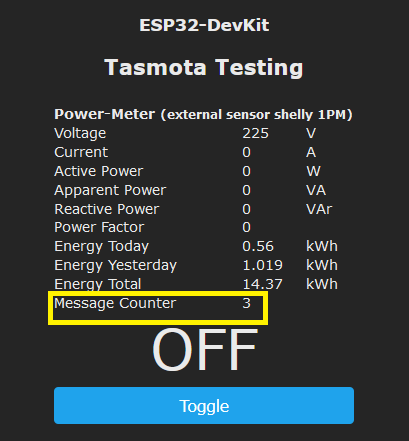 ESP32-DevKit
Tasmota Testing
Power-Meter (external sensor shelly 1PM)
Voltage 225 V
Current 0 A
Active Power 0 W
Apparent Power 0 VA
Reactive Power 0 VAr
Power Factor 0
Energy Today 0.56 kWh
Energy Yesterday 1.019 kWh
Energy Total 14.37 kWh
Message Counter 3
OFF
Toggle